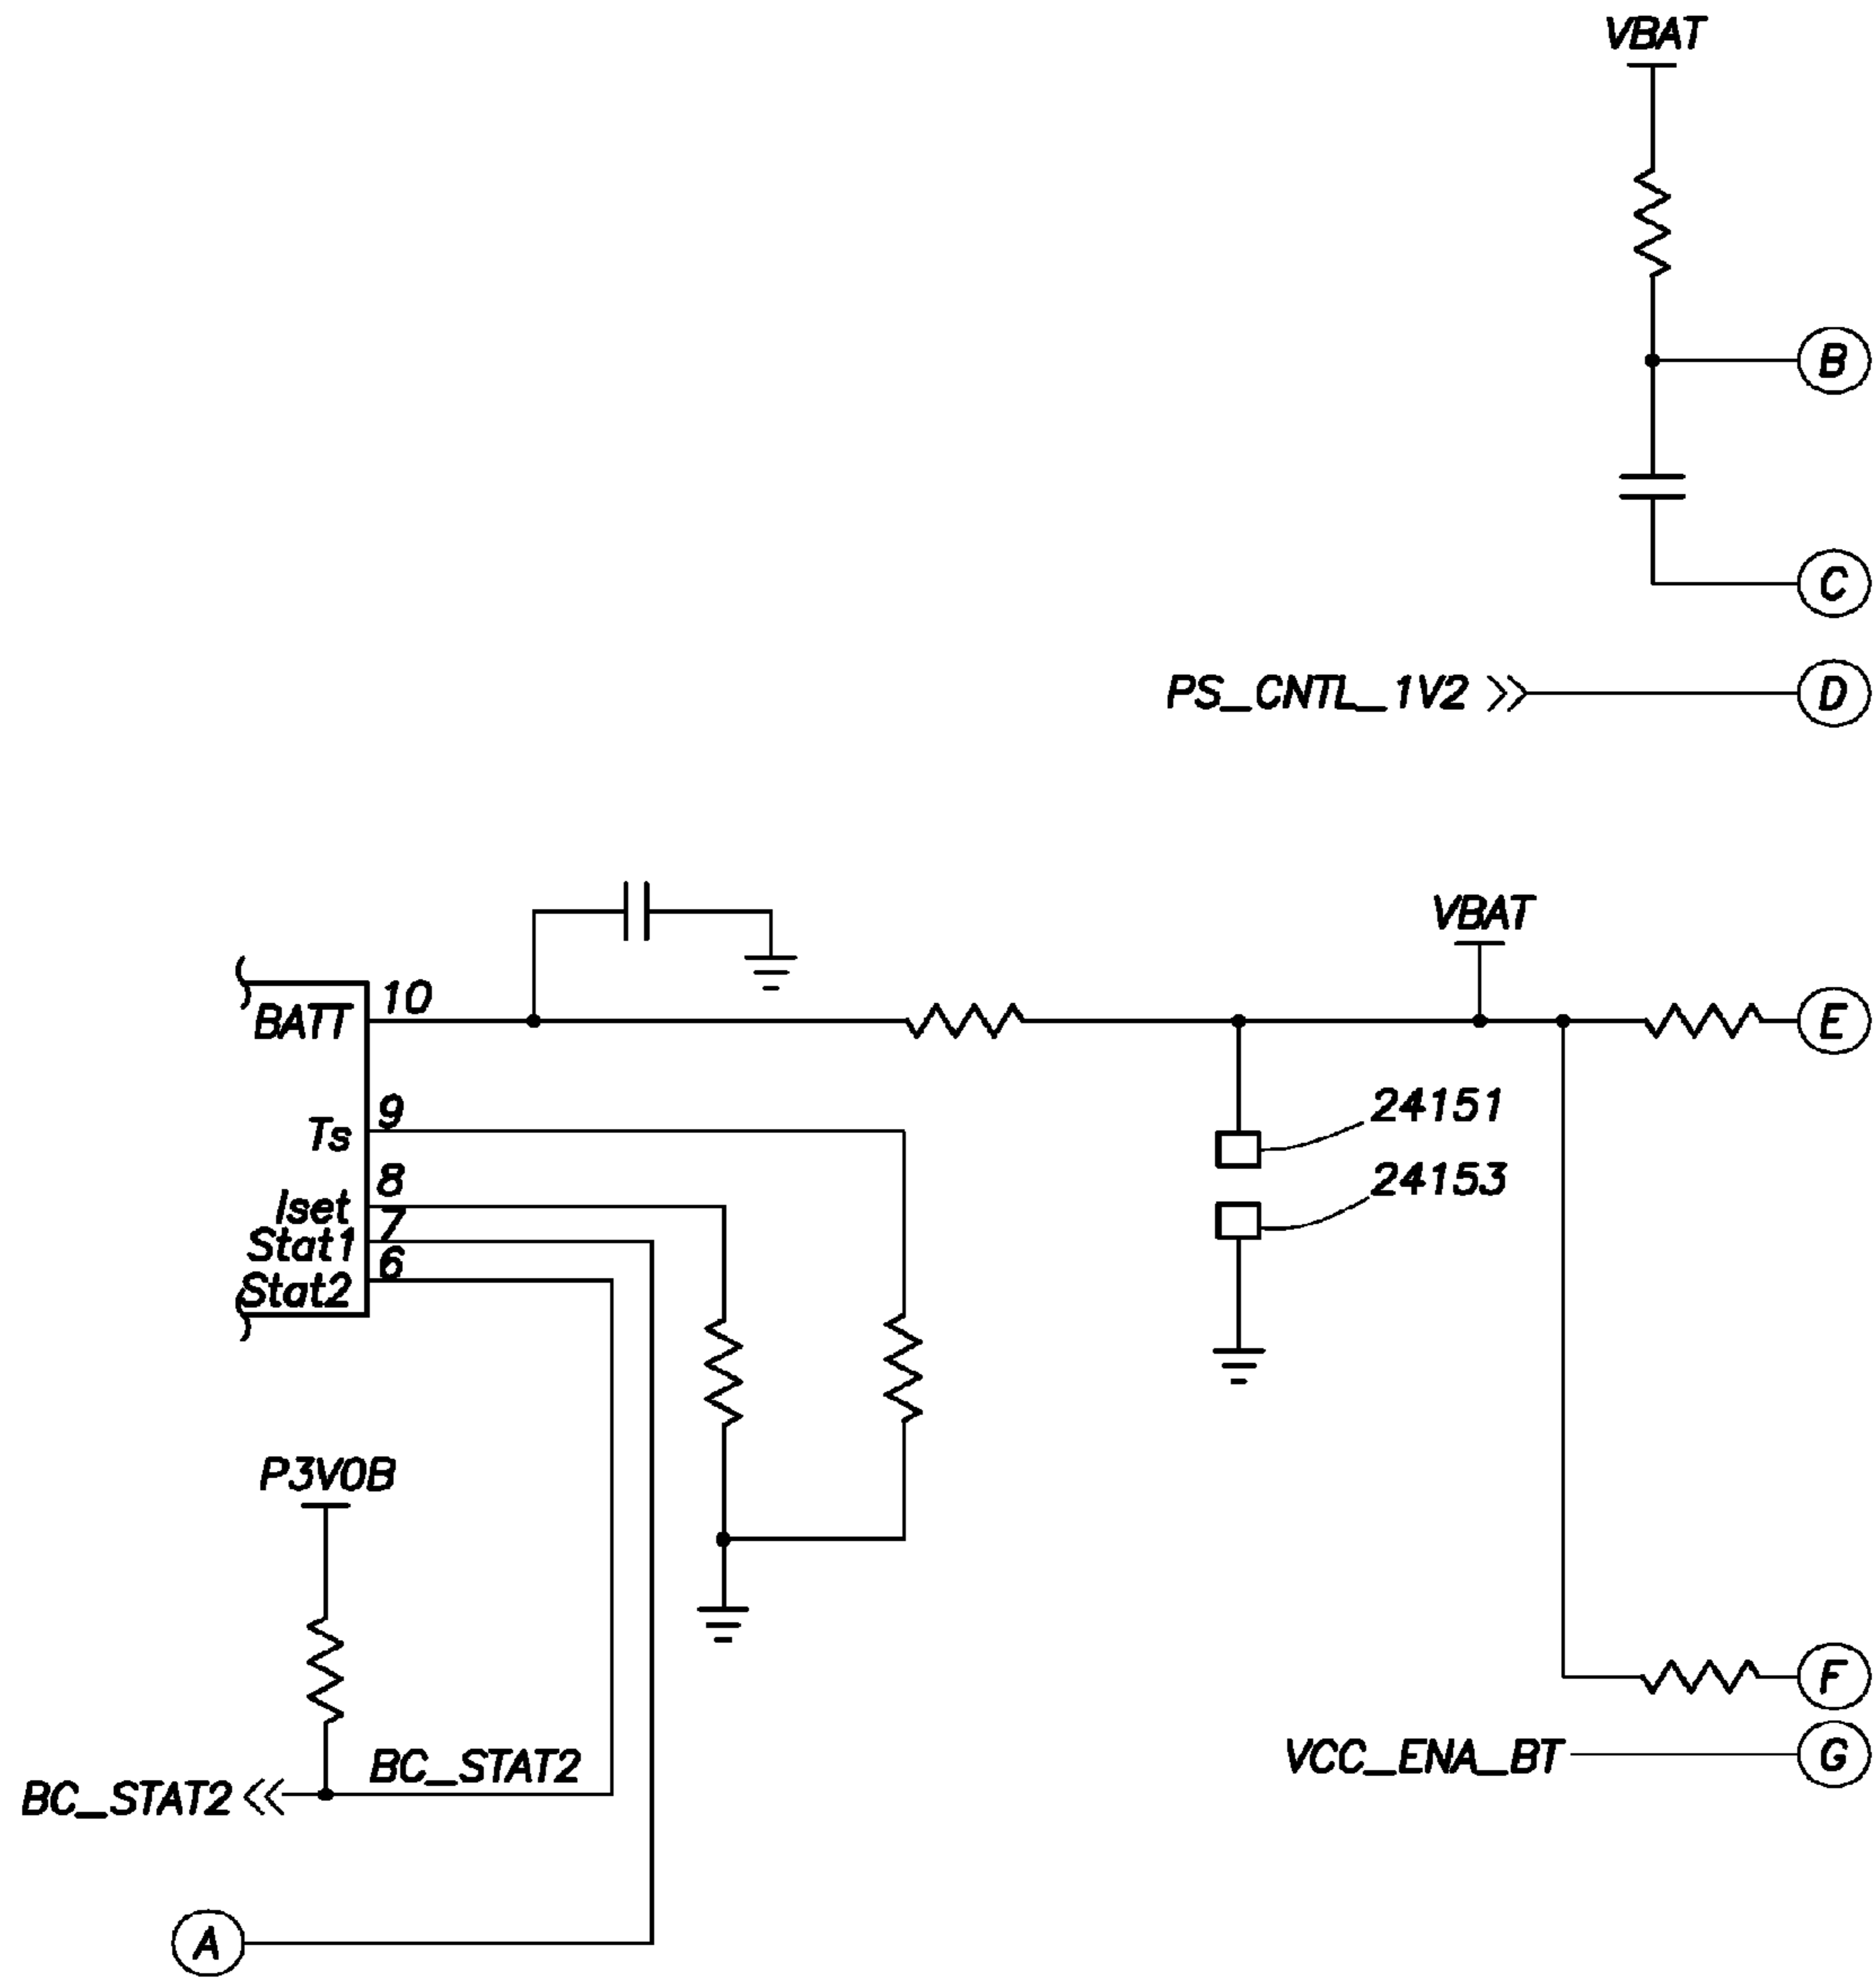 VBAT
B
C
PS_CNTL_1V2
D
VBAT
10
BATT
E
9
Ts
24151
8
24153
Iset
7
Stat1
6
Stat2
P3V0B
F
VCC_ENA_BT
G
BC_STAT2
BC_STAT2
A